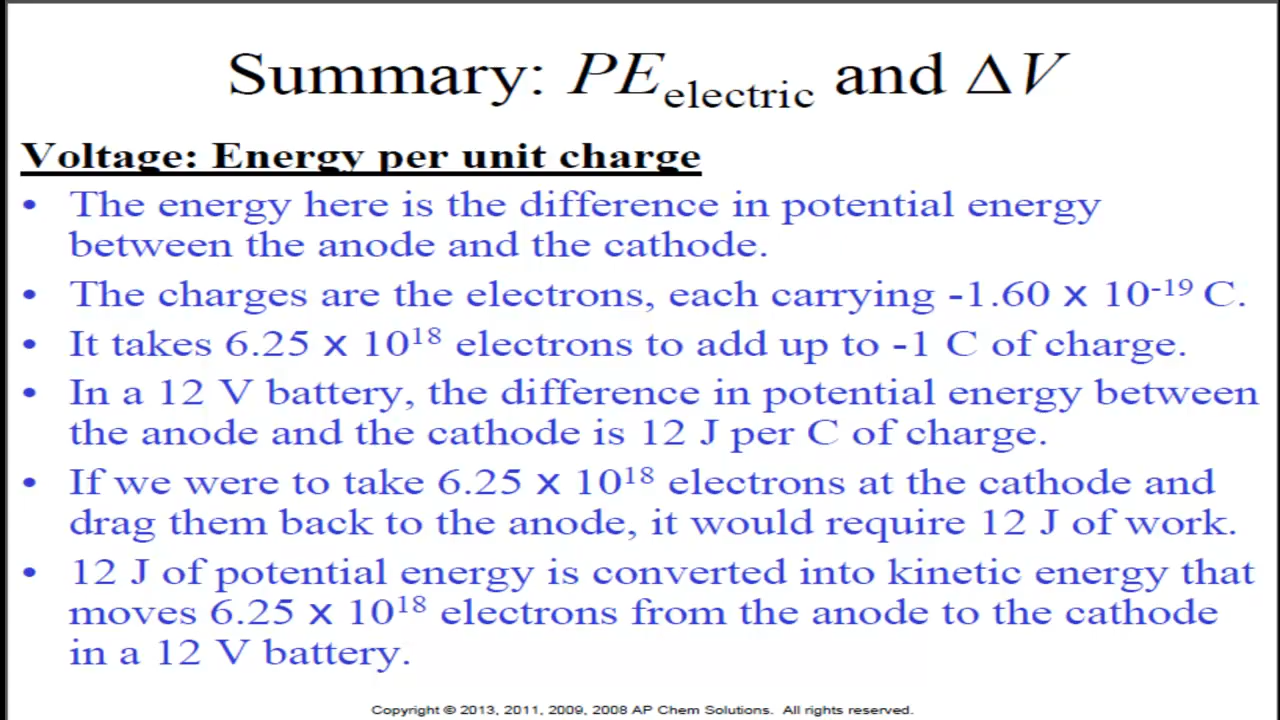 Summary: PEelectric and ΔV
Voltage: Energy per unit charge
• The energy here is the difference in potential energy
between the anode and the cathode.
• The charges are the electrons, each carrying -1.60 x 10⁻¹⁹ C.
• It takes 6.25 x 10¹⁸ electrons to add up to -1 C of charge.
• In a 12 V battery, the difference in potential energy between
the anode and the cathode is 12 J per C of charge.
• If we were to take 6.25 x 10¹⁸ electrons at the cathode and
drag them back to the anode, it would require 12 J of work.
• 12 J of potential energy is converted into kinetic energy that
moves 6.25 x 10¹⁸ electrons from the anode to the cathode
in a 12 V battery.
Copyright © 2013, 2011, 2009, 2008 AP Chem Solutions. All rights reserved.